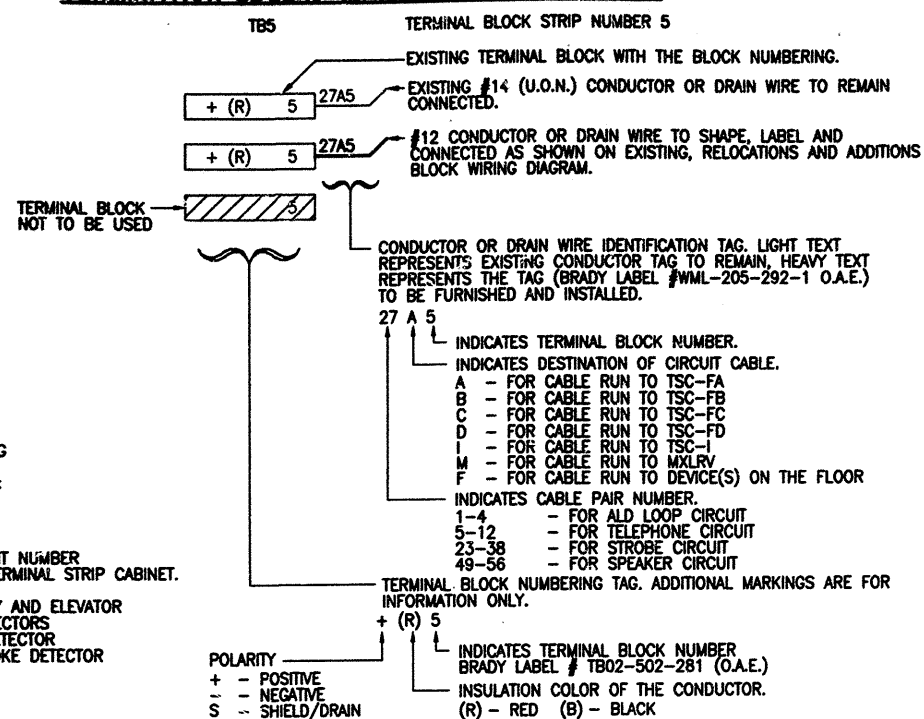 TB5 TERMINAL BLOCK STRIP NUMBER 5
EXISTING TERMINAL BLOCK WITH THE BLOCK NUMBERING.
+ (R) 5 27A5
EXISTING #14 (U.O.N.) CONDUCTOR OR DRAIN WIRE TO REMAIN
CONNECTED.
+ (R) 5 27A5
#12 CONDUCTOR OR DRAIN WIRE TO SHAPE, LABEL AND
CONNECTED AS SHOWN ON EXISTING, RELOCATIONS AND ADDITIONS
BLOCK WIRING DIAGRAM.
TERMINAL BLOCK
NOT TO BE USED
5
CONDUCTOR OR DRAIN WIRE IDENTIFICATION TAG. LIGHT TEXT
REPRESENTS EXISTING CONDUCTOR TAG TO REMAIN, HEAVY TEXT
REPRESENTS THE TAG (BRADY LABEL #WML-205-292-1 O.A.E.)
TO BE FURNISHED AND INSTALLED.
27 A 5
INDICATES TERMINAL BLOCK NUMBER.
INDICATES DESTINATION OF CIRCUIT CABLE.
A - FOR CABLE RUN TO TSC-FA
B - FOR CABLE RUN TO TSC-FB
C - FOR CABLE RUN TO TSC-FC
D - FOR CABLE RUN TO TSC-FD
I - FOR CABLE RUN TO TSC-I
M - FOR CABLE RUN TO MXLRV
F - FOR CABLE RUN TO DEVICE(S) ON THE FLOOR
INDICATES CABLE PAIR NUMBER.
1-4 - FOR ALD LOOP CIRCUIT
5-12 - FOR TELEPHONE CIRCUIT
23-38 - FOR STROBE CIRCUIT
49-56 - FOR SPEAKER CIRCUIT
G
T NUMBER
ERMINAL STRIP CABINET.
Y AND ELEVATOR
ECTORS
ETECTOR
KE DETECTOR
TERMINAL BLOCK NUMBERING TAG. ADDITIONAL MARKINGS ARE FOR
INFORMATION ONLY.
+ (R) 5
INDICATES TERMINAL BLOCK NUMBER
BRADY LABEL # TB02-502-281 (O.A.E.)
INSULATION COLOR OF THE CONDUCTOR.
(R) - RED (B) - BLACK
POLARITY
+ - POSITIVE
- - NEGATIVE
S - SHIELD/DRAIN